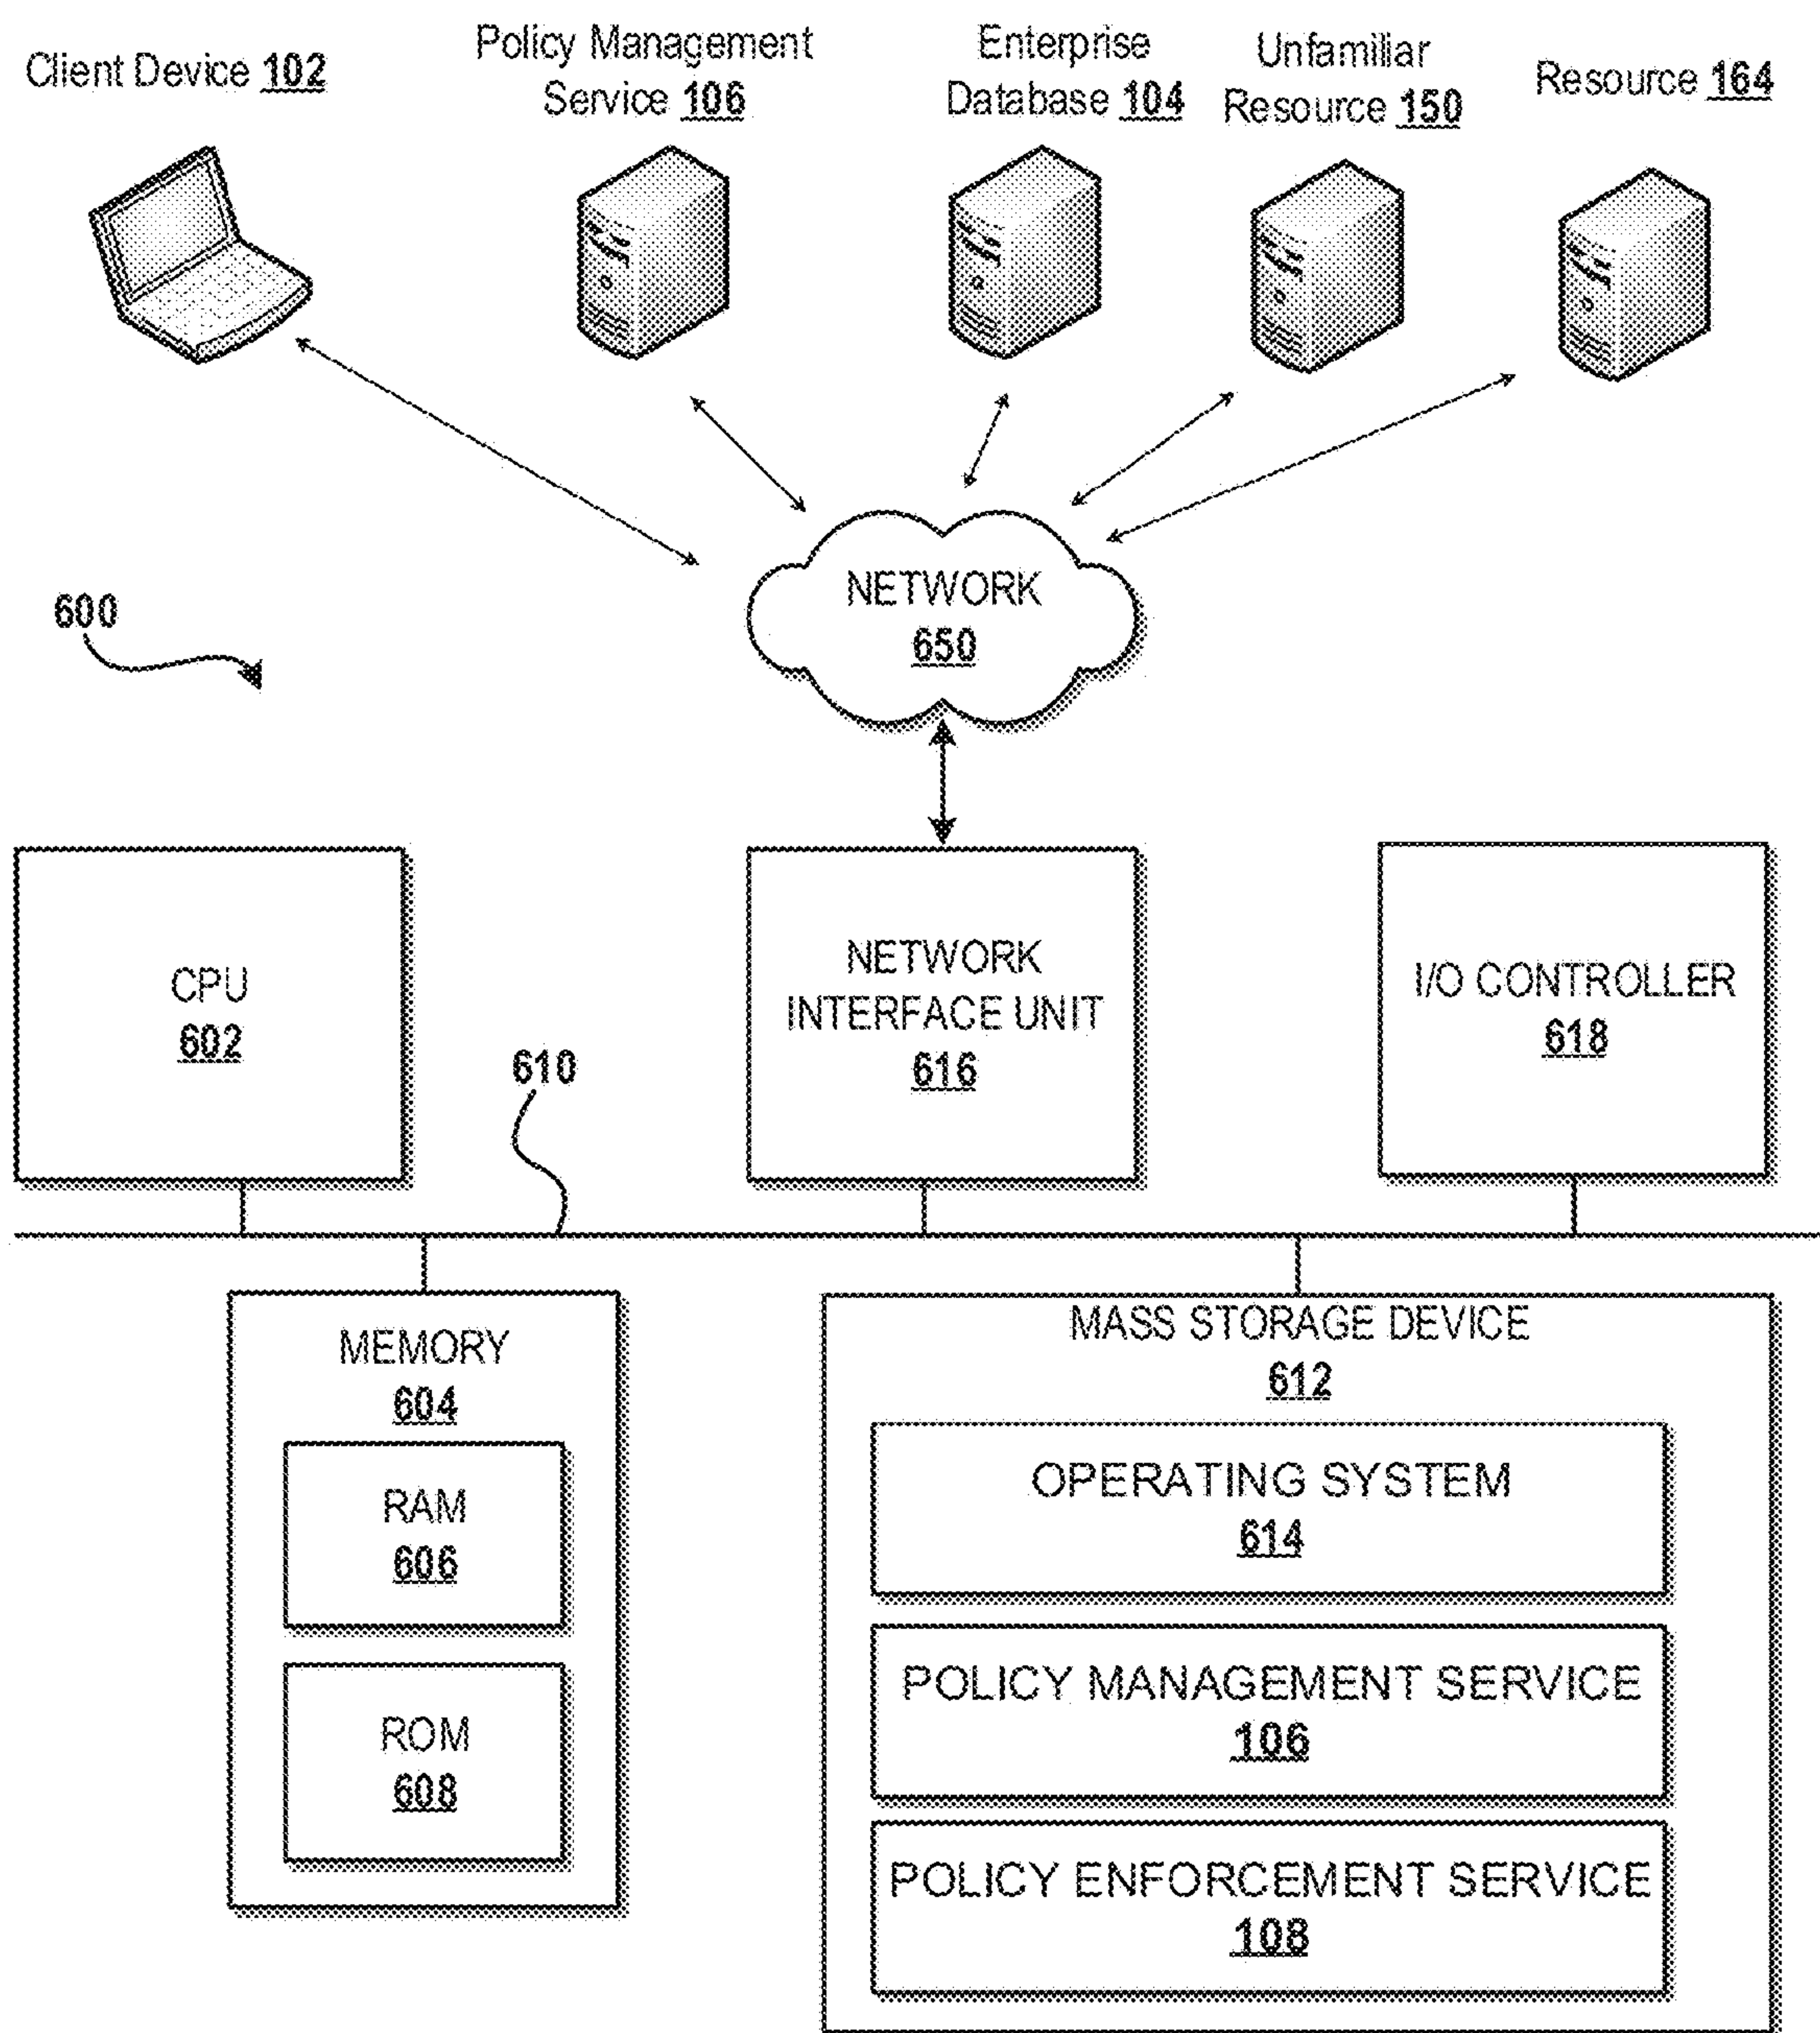 Client Device 102
Policy Management
Service 106
Enterprise
Database 104
Unfamiliar
Resource 150
Resource 164
NETWORK
650
600
CPU
602
NETWORK
INTERFACE UNIT
616
I/O CONTROLLER
618
610
MEMORY
604
RAM
606
ROM
608
MASS STORAGE DEVICE
612
OPERATING SYSTEM
614
POLICY MANAGEMENT SERVICE
106
POLICY ENFORCEMENT SERVICE
108